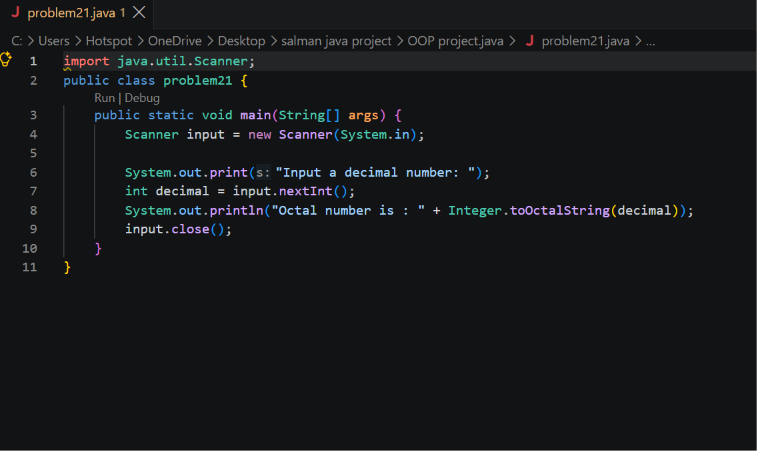 J problem21.java 1 ×
C: > Users > Hotspot > OneDrive > Desktop > salman java project > OOP project.java > J problem21.java > ...
1 import java.util.Scanner;
2 public class problem21 {
Run | Debug
3 public static void main(String[] args) {
4 Scanner input = new Scanner(System.in);
5
6 System.out.print(s: "Input a decimal number: ");
7 int decimal = input.nextInt();
8 System.out.println("Octal number is : " + Integer.toOctalString(decimal));
9 input.close();
10 }
11 }